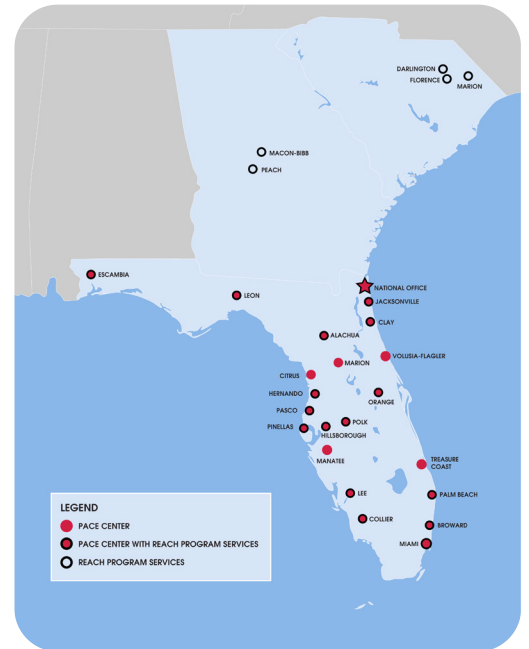 DARLINGTON
FLORENCE
MARION
MACON-BIBB
PEACH
ESCAMBIA
LEON
NATIONAL OFFICE
JACKSONVILLE
CLAY
ALACHUA
VOLUSIA-FLAGLER
MARION
CITRUS
HERNANDO
ORANGE
PASCO
POLK
PINELLAS
HILLSBOROUGH
MANATEE
TREASURE
COAST
LEE
PALM BEACH
COLLIER
BROWARD
MIAMI
LEGEND
PACE CENTER
PACE CENTER WITH REACH PROGRAM SERVICES
REACH PROGRAM SERVICES